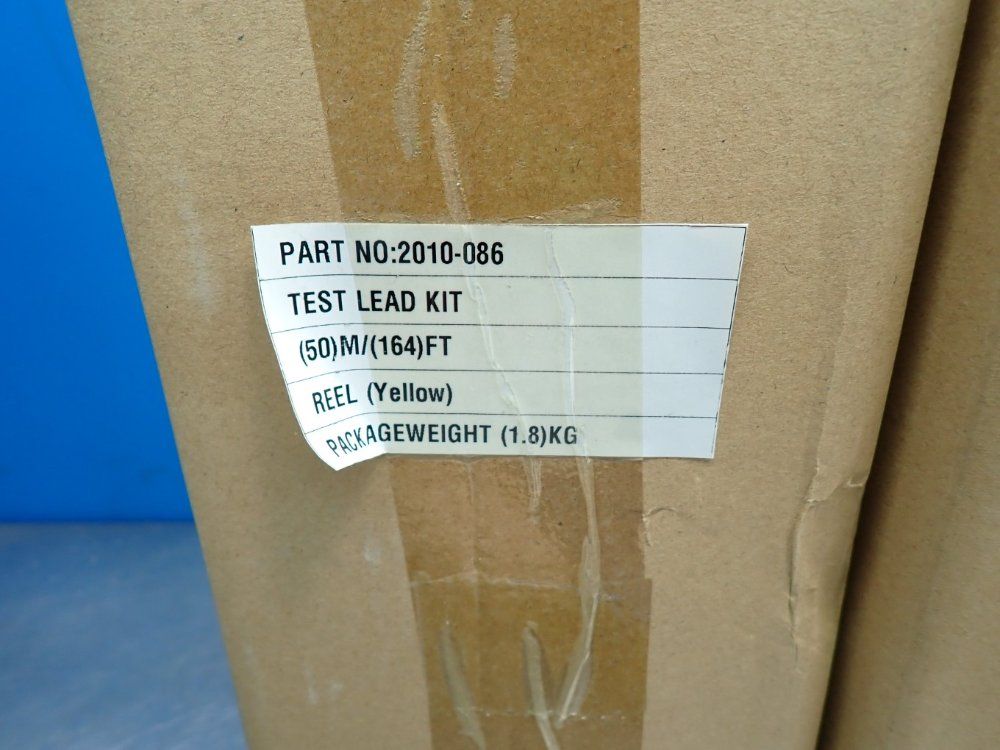 PART NO:2010-086
TEST LEAD KIT
(50)M/(164)FT
REEL (Yellow)
PACKAGEWEIGHT (1.8)KG